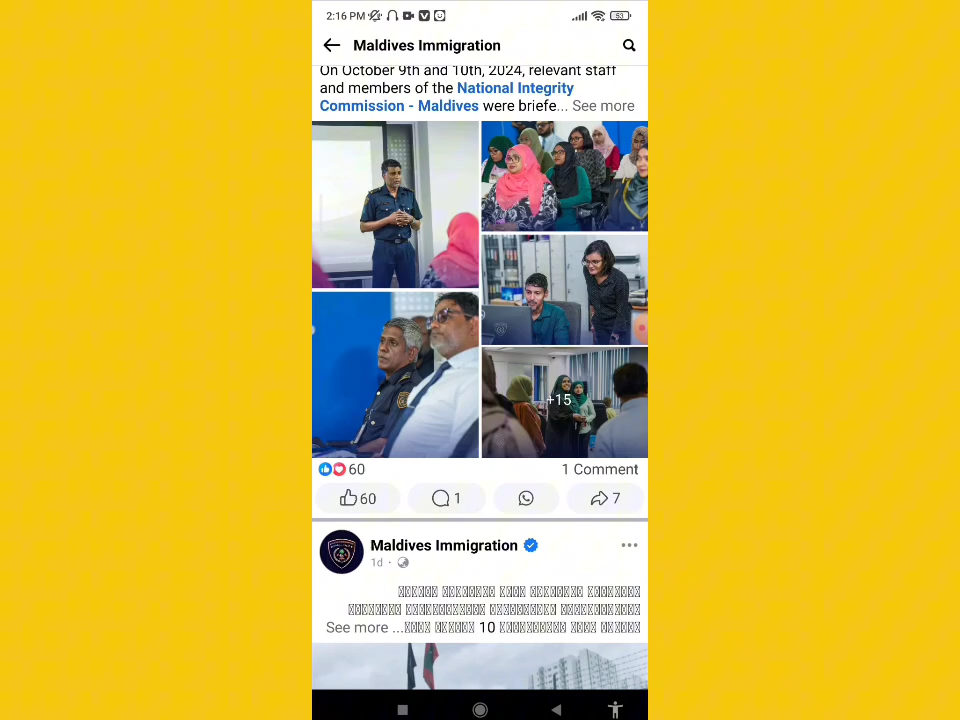 2:16 PM
53
Maldives Immigration
On October 9th and 10th, 2024, relevant staff
and members of the National Integrity
Commission - Maldives were briefe... See more
+15
60
1 Comment
60
1
7
Maldives Immigration
1d ·
See more ... 10